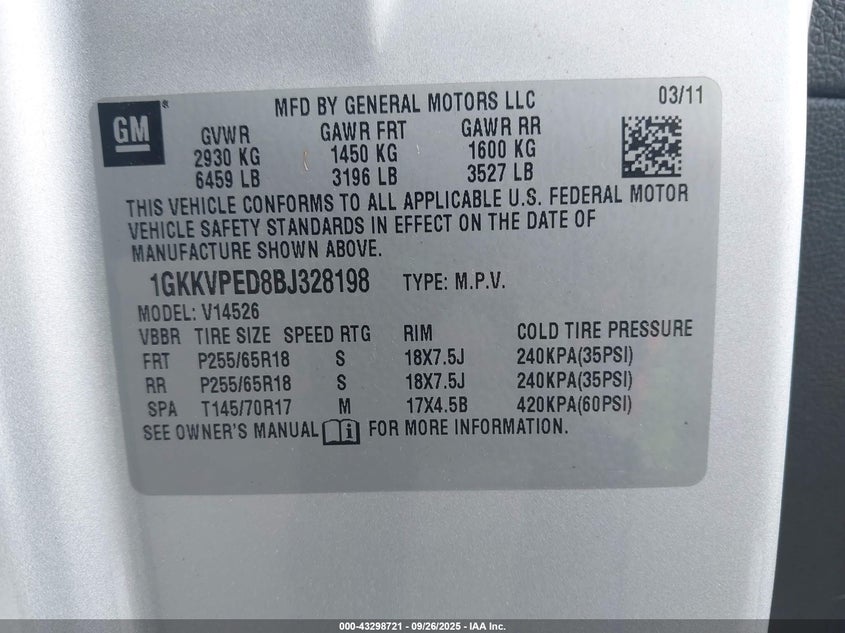 GM ®
MFD BY GENERAL MOTORS LLC
03/11
GVWR GAWR FRT GAWR RR
2930 KG 1450 KG 1600 KG
6459 LB 3196 LB 3527 LB
THIS VEHICLE CONFORMS TO ALL APPLICABLE U.S. FEDERAL MOTOR
VEHICLE SAFETY STANDARDS IN EFFECT ON THE DATE OF
MANUFACTURE SHOWN ABOVE.
1GKKVPED8BJ328198 TYPE: M.P.V.
MODEL: V14526
VBBR TIRE SIZE SPEED RTG RIM COLD TIRE PRESSURE
FRT P255/65R18 S 18X7.5J 240KPA(35PSI)
RR P255/65R18 S 18X7.5J 240KPA(35PSI)
SPA T145/70R17 M 17X4.5B 420KPA(60PSI)
SEE OWNER'S MANUAL i FOR MORE INFORMATION.
000-43298721 - 09/26/2025 - IAA Inc.